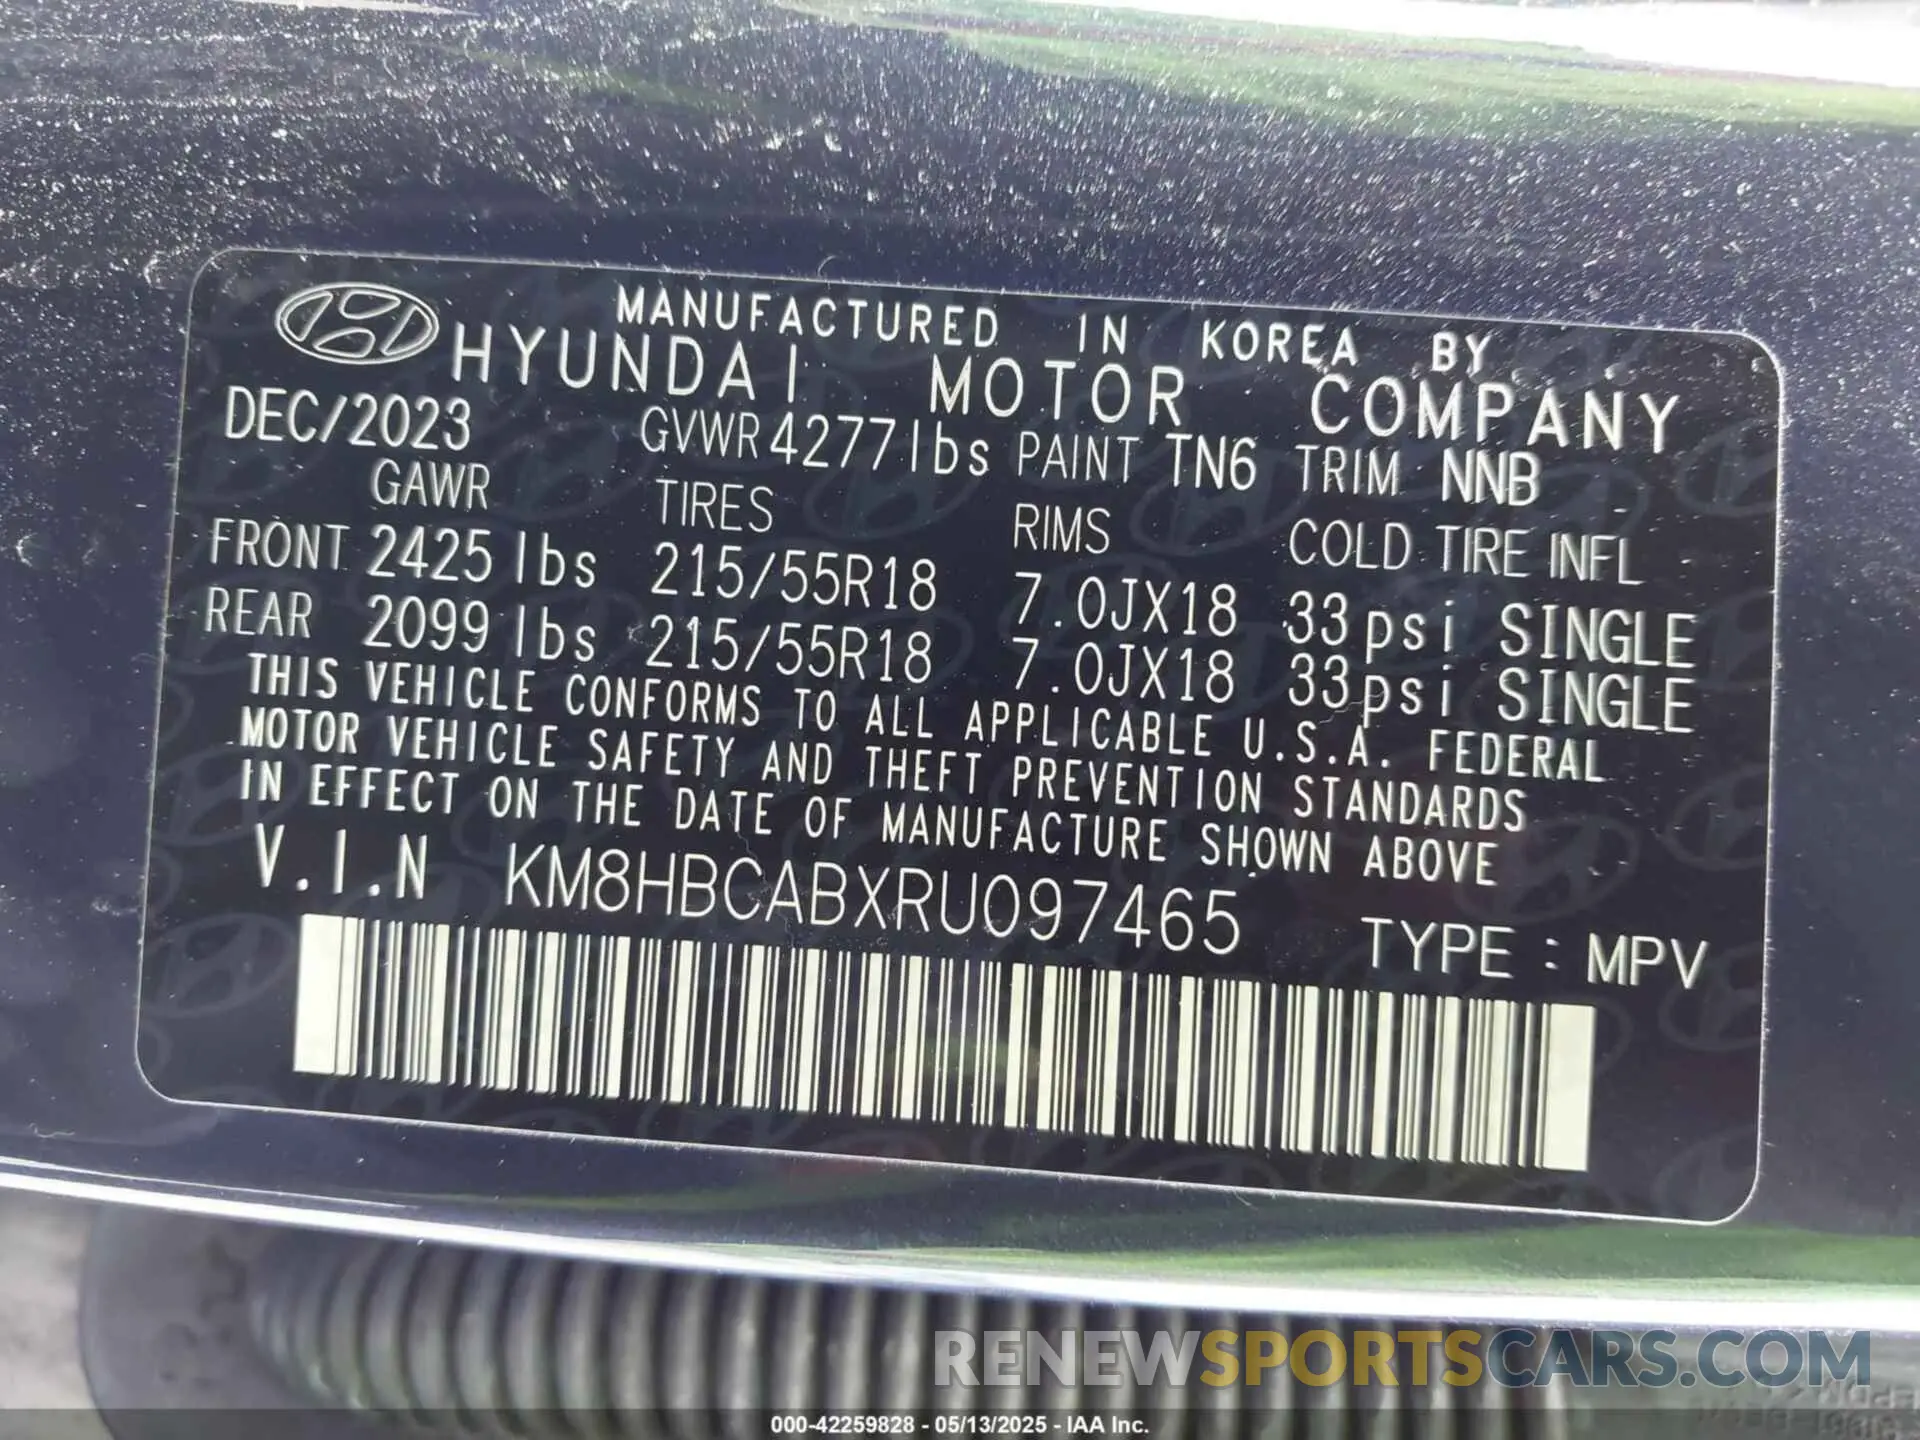 MANUFACTURED IN KOREA BY
HYUNDAI MOTOR COMPANY
DEC/2023 GVWR 4277 lbs PAINT TN6 TRIM NNB
GAWR TIRES RIMS COLD TIRE INFL
FRONT 2425 lbs 215/55R18 7.0JX18 33psi SINGLE
REAR 2099 lbs 215/55R18 7.0JX18 33psi SINGLE
THIS VEHICLE CONFORMS TO ALL APPLICABLE U.S.A. FEDERAL
MOTOR VEHICLE SAFETY AND THEFT PREVENTION STANDARDS
IN EFFECT ON THE DATE OF MANUFACTURE SHOWN ABOVE
V.I.N KM8HBCABXRU097465 TYPE : MPV
RENEWSPORTSCARS.COM
000-42259828 - 05/13/2025 - IAA Inc.